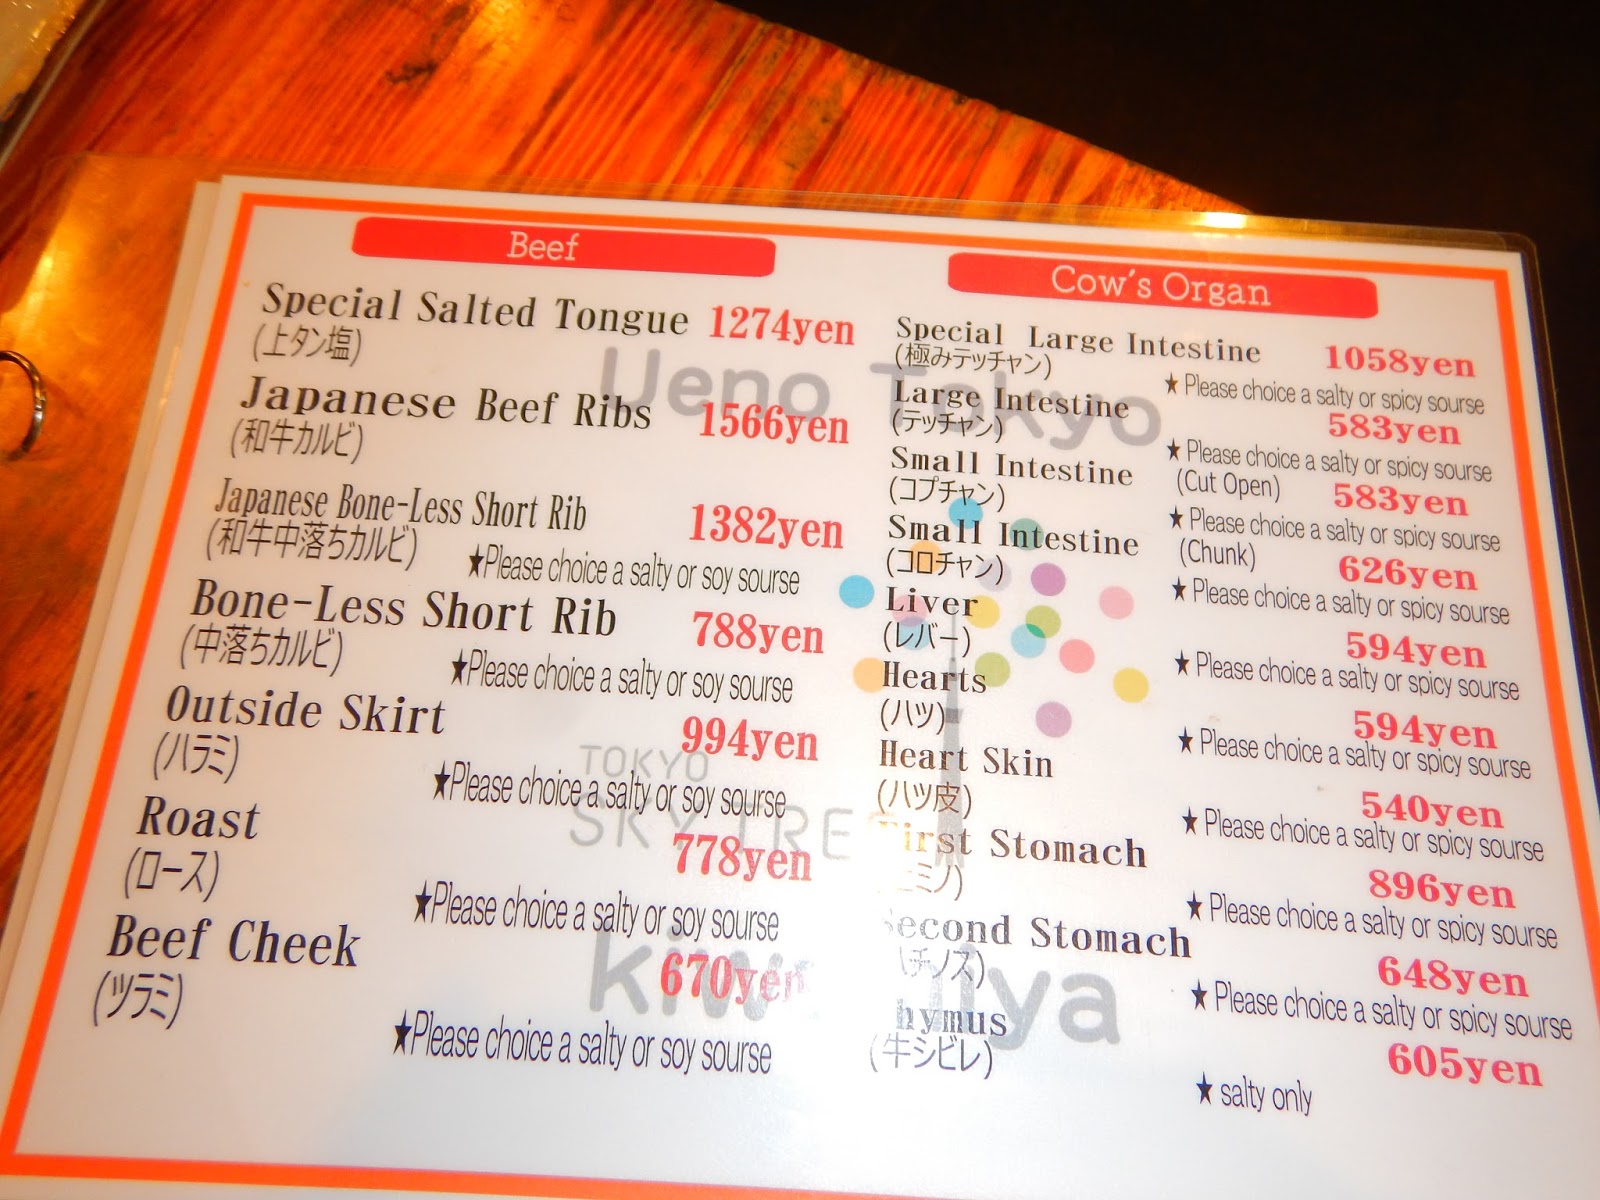 Beef
Special Salted Tongue 1274yen
(上タン塩)
Japanese Beef Ribs 1566yen
(和牛カルビ)
Japanese Bone-Less Short Rib 1382yen
(和牛中落ちカルビ)
★Please choice a salty or soy sourse
Bone-Less Short Rib 788yen
(中落ちカルビ)
★Please choice a salty or soy sourse
Outside Skirt 994yen
(ハラミ)
★Please choice a salty or soy sourse
Roast 778yen
(ロース)
★Please choice a salty or soy sourse
Beef Cheek 670yen
(ツラミ)
★Please choice a salty or soy sourse
Cow's Organ
Special Large Intestine 1058yen
(極みテッチャン)
★Please choice a salty or spicy sourse
Large Intestine 583yen
(テッチャン)
★Please choice a salty or spicy sourse
Small Intestine (Cut Open) 583yen
(コプチャン)
★Please choice a salty or spicy sourse
Small Intestine (Chunk) 626yen
(コロチャン)
★Please choice a salty or spicy sourse
Liver 594yen
(レバー)
★Please choice a salty or spicy sourse
Hearts 594yen
(ハツ)
★Please choice a salty or spicy sourse
Heart Skin 540yen
(ハツ皮)
★Please choice a salty or spicy sourse
First Stomach 896yen
ミノ)
★Please choice a salty or spicy sourse
Second Stomach 648yen
(チノス)
★Please choice a salty or spicy sourse
hymus 605yen
(牛シビレ)
★ salty only
Ueno Tokyo
TOKYO
SKYTREE